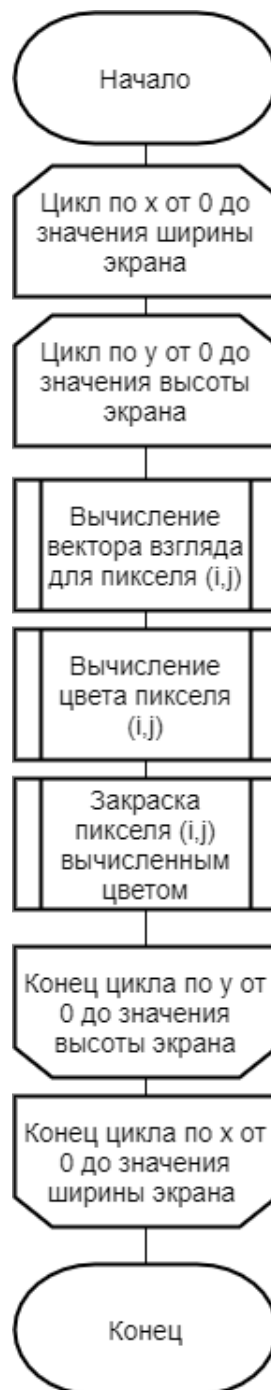 Начало
Цикл по x от 0 до
значения ширины
экрана
Цикл по y от 0 до
значения высоты
экрана
Вычисление
вектора взгляда
для пикселя (i,j)
Вычисление
цвета пикселя
(i,j)
Закраска
пикселя (i,j)
вычисленным
цветом
Конец цикла по y от
0 до значения
высоты экрана
Конец цикла по x от
0 до значения
ширины экрана
Конец